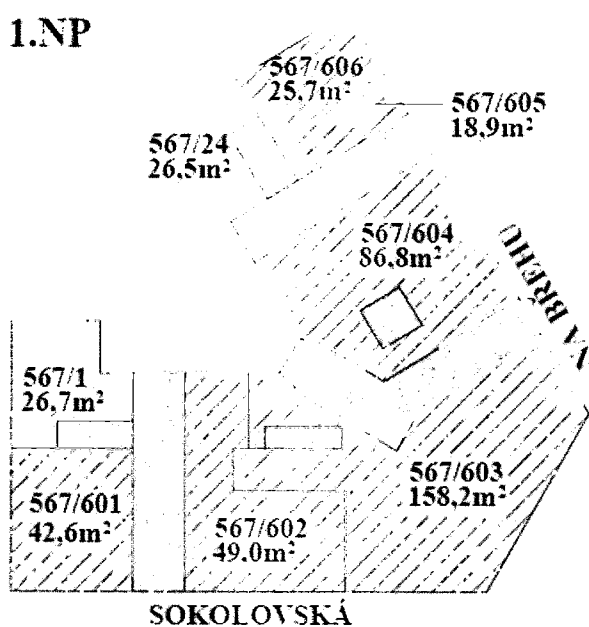 1.NP
567/606
25,7m²
567/605
18,9m²
567/24
26,5m²
567/604
86,8m²
NA BŘEHU
567/1
26,7m²
567/603
158,2m²
567/601
42,6m²
567/602
49,0m²
SOKOLOVSKÁ